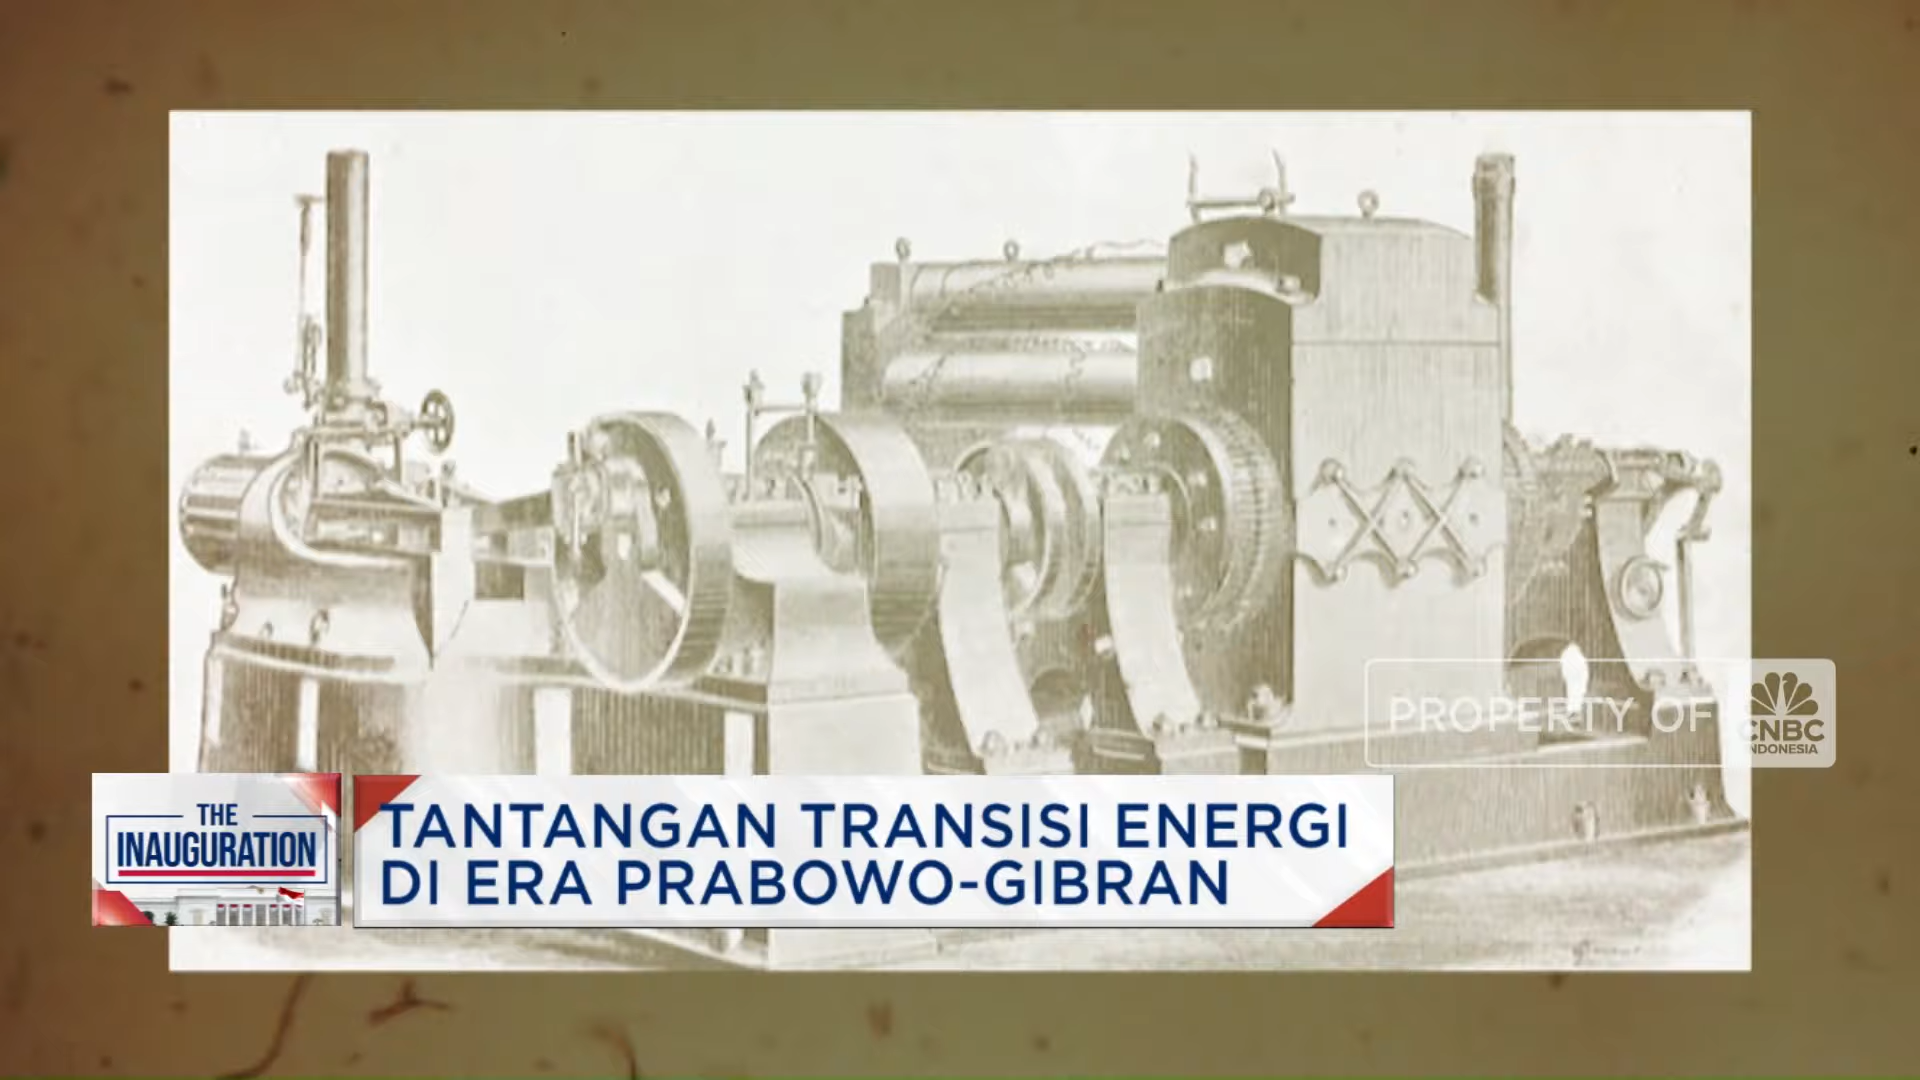 PROPERTY OF
CNBC
INDONESIA
THE
INAUGURATION
TANTANGAN TRANSISI ENERGI
DI ERA PRABOWO-GIBRAN